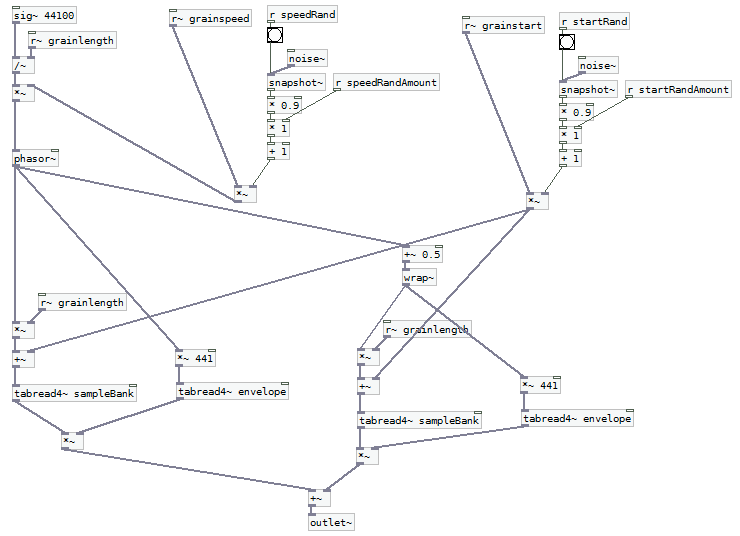 sig~ 44100
r~ grainlength
/~
*~
phasor~
r~ grainspeed
r speedRand
noise~
snapshot~
r speedRandAmount
* 0.9
* 1
+ 1
*~
r~ grainstart
r startRand
noise~
snapshot~
r startRandAmount
* 0.9
* 1
+ 1
*~
+~ 0.5
wrap~
r~ grainlength
*~
+~
*~ 441
tabread4~ sampleBank
tabread4~ envelope
*~
r~ grainlength
*~
+~
*~ 441
tabread4~ sampleBank
tabread4~ envelope
*~
+~
outlet~